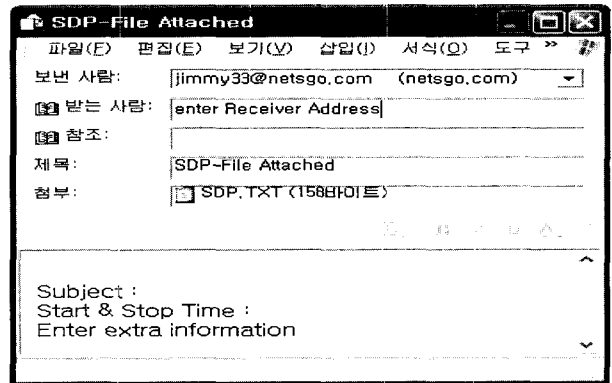 SDP-File Attached
파일(F) 편집(E) 보기(V) 삽입(I) 서식(O) 도구 »
보낸 사람: jimmy33@netsgo.com (netsgo.com)
받는 사람: enter Receiver Address
참조:
제목: SDP-File Attached
첨부: SDP.TXT (158바이트)
Subject :
Start & Stop Time :
Enter extra information